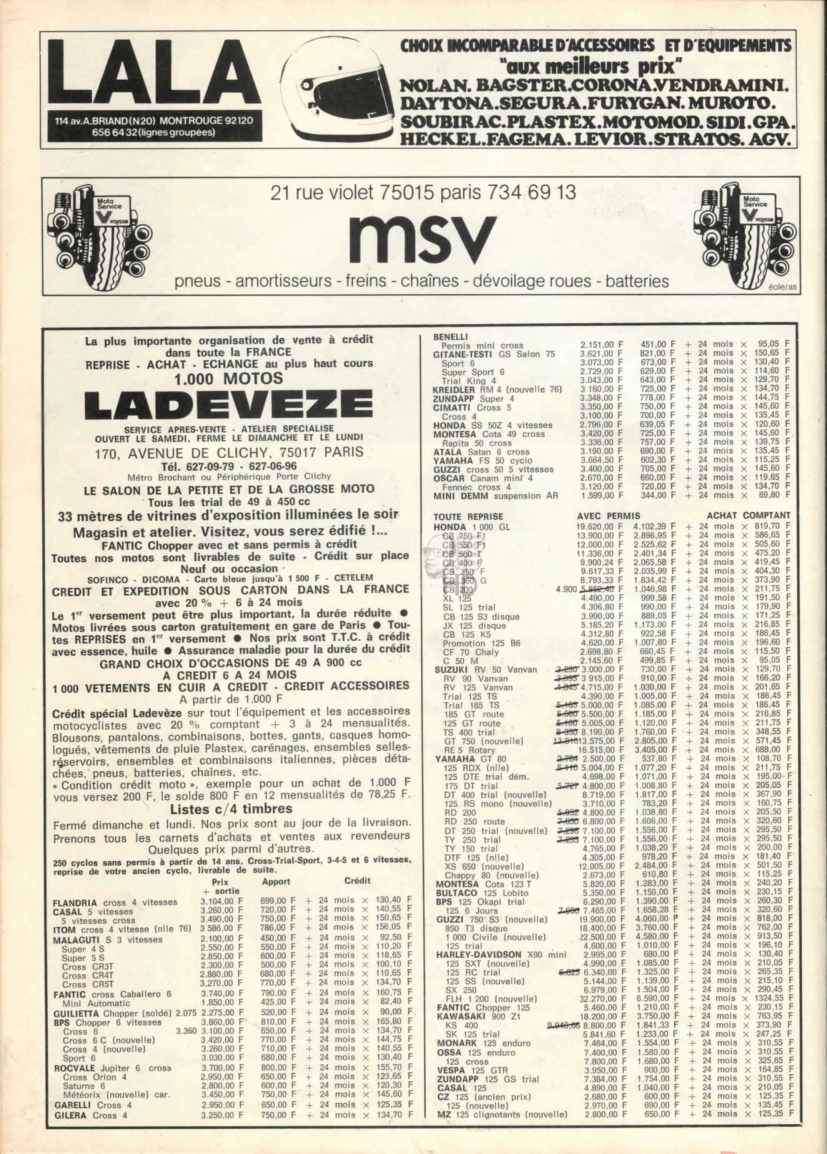 LALA
114 av.A.BRIAND(N20) MONTROUGE 92120
656 64 32(lignes groupées)
CHOIX INCOMPARABLE D'ACCESSOIRES ET D'EQUIPEMENTS
"aux meilleurs prix"
NOLAN. BAGSTER.CORONA.VENDRAMINI.
DAYTONA.SEGURA.FURYGAN.MUROTO.
SOUBIRAC.PLASTEX.MOTOMOD.SIDI.GPA.
HECKEL.FAGEMA.LEVIOR.STRATOS. AGV.
21 rue violet 75015 paris 734 69 13
Moto Service
V voysse
msv
Moto Service
V voysse
pneus - amortisseurs - freins - chaînes - dévoilage roues - batteries
éole/as
La plus importante organisation de vente à crédit
dans toute la FRANCE
REPRISE - ACHAT - ECHANGE au plus haut cours
1.000 MOTOS
LADEVEZE
SERVICE APRES-VENTE - ATELIER SPECIALISE
OUVERT LE SAMEDI, FERME LE DIMANCHE ET LE LUNDI
170, AVENUE DE CLICHY, 75017 PARIS
Tél. 627-09-79 - 627-06-96
Métro Brochant ou Périphérique Porte Clichy
LE SALON DE LA PETITE ET DE LA GROSSE MOTO
Tous les trial de 49 à 450 cc
33 mètres de vitrines d'exposition illuminées le soir
Magasin et atelier. Visitez, vous serez édifié !...
FANTIC Chopper avec et sans permis à crédit
Toutes nos motos sont livrables de suite - Crédit sur place
Neuf ou occasion
SOFINCO - DICOMA - Carte bleue jusqu'à 1 500 F - CETELEM
CREDIT ET EXPEDITION SOUS CARTON DANS LA FRANCE
avec 20 % + 6 à 24 mois
Le 1er versement peut être plus important, la durée réduite ●
Motos livrées sous carton gratuitement en gare de Paris ● Tou-
tes REPRISES en 1er versement ● Nos prix sont T.T.C. à crédit
avec essence, huile ● Assurance maladie pour la durée du crédit
GRAND CHOIX D'OCCASIONS DE 49 A 900 cc
A CREDIT 6 A 24 MOIS
1 000 VETEMENTS EN CUIR A CREDIT - CREDIT ACCESSOIRES
A partir de 1.000 F
Crédit spécial Ladevèze sur tout l'équipement et les accessoires
motocyclistes avec 20 % comptant + 3 à 24 mensualités.
Blousons, pantalons, combinaisons, bottes, gants, casques homo-
logués, vêtements de pluie Plastex, carénages, ensembles selles-
réservoirs, ensembles et combinaisons italiennes, pièces déta-
chées, pneus, batteries, chaînes, etc.
« Condition crédit moto », exemple pour un achat de 1.000 F
vous versez 200 F, le solde 800 F en 12 mensualités de 78,25 F.
Listes c/4 timbres
Fermé dimanche et lundi. Nos prix sont au jour de la livraison.
Prenons tous les carnets d'achats et ventes aux revendeurs
Quelques prix parmi d'autres.
250 cyclos sans permis à partir de 14 ans, Cross-Trial-Sport, 3-4-5 et 6 vitesses,
reprise de votre ancien cyclo, livrable de suite.
Prix + sortie Apport Crédit
FLANDRIA cross 4 vitesses 3.104,00 F 699,00 F + 24 mois × 130,40 F
CASAL 5 vitesses 3.260,00 F 720,00 F + 24 mois × 140,55 F
5 vitesses cross 3.490,00 F 750,00 F + 24 mois × 150,65 F
ITOM cross 4 vitesse (nlle 76) 3 586,00 F 786,00 F + 24 mois × 156,05 F
MALAGUTI S 3 vitesses 2.100,00 F 450,00 F + 24 mois × 92,50 F
Super 4 S 2.550,00 F 550,00 F + 24 mois × 110,20 F
Super 5 S 2.850,00 F 600,00 F + 24 mois × 118,65 F
Cross CR3T 2.300,00 F 500,00 F + 24 mois × 100,10 F
Cross CR4T 2.880,00 F 680,00 F + 24 mois × 119,65 F
Cross CR5T 3.270,00 F 770,00 F + 24 mois × 134,70 F
FANTIC cross Caballero 6 3.740,00 F 790,00 F + 24 mois × 160,75 F
Mini Automatic 1.850,00 F 425,00 F + 24 mois × 82,40 F
GUILIETTA Chopper (soldé) 2.075 2.275,00 F 520,00 F + 24 mois × 90,00 F
BPS Chopper 6 vitesses 3.860,00 F 810,00 F + 24 mois × 165,80 F
Cross 6 3.360 3.100,00 F 650,00 F + 24 mois × 134,70 F
Cross 6 C (nouvelle) 3.420,00 F 770,00 F + 24 mois × 144,75 F
Cross 4 (nouvelle) 3.260,00 F 710,00 F + 24 mois × 140,55 F
Sport 6 3.030,00 F 680,00 F + 24 mois × 130,40 F
ROCVALE Jupiter 6 cross 3.700,00 F 800,00 F + 24 mois × 155,70 F
Cross Orion 4 2.950,00 F 650,00 F + 24 mois × 123,65 F
Saturne 6 2.800,00 F 600,00 F + 24 mois × 120,30 F
Météorix (nouvelle) car. 3.450,00 F 750,00 F + 24 mois × 145,60 F
GARELLI Cross 4 2.950,00 F 650,00 F + 24 mois × 125,35 F
GILERA Cross 4 3.250,00 F 750,00 F + 24 mois × 134,70 F
BENELLI
Permis mini cross 2.151,00 F 451,00 F + 24 mois × 95,05 F
GITANE-TESTI GS Salon 75 3.621,00 F 821,00 F + 24 mois × 150,65 F
Sport 6 3.073,00 F 673,00 F + 24 mois × 130,40 F
Super Sport 6 2.729,00 F 629,00 F + 24 mois × 114,60 F
Trial King 4 3.043,00 F 643,00 F + 24 mois × 129,70 F
KREIDLER RM 4 (nouvelle 76) 3 160,00 F 725,00 F + 24 mois × 134,70 F
ZUNDAPP Super 4 3.348,00 F 778,00 F + 24 mois × 144,75 F
CIMATTI Cross 5 3.350,00 F 750,00 F + 24 mois × 145,60 F
Cross 4 3.100,00 F 700,00 F + 24 mois × 135,45 F
HONDA SS 50Z 4 vitesses 2.796,00 F 639,05 F + 24 mois × 120,60 F
MONTESA Cota 49 cross 3.420,00 F 725,00 F + 24 mois × 145,60 F
Rapita 50 cross 3.336,00 F 757,00 F + 24 mois × 139,75 F
ATALA Satan 6 cross 3.190,00 F 690,00 F + 24 mois × 135,45 F
YAMAHA FS 50 cyclo 3.664,50 F 602,30 F + 24 mois × 115,25 F
GUZZI cross 50 5 vitesses 3.400,00 F 705,00 F + 24 mois × 145,60 F
OSCAR Canam mini 4 2.670,00 F 660,00 F + 24 mois × 119,65 F
Fennec cross 4 3.120,00 F 720,00 F + 24 mois × 134,70 F
MINI DEMM suspension AR 1.599,00 F 344,00 F + 24 mois × 69,80 F
TOUTE REPRISE AVEC PERMIS ACHAT COMPTANT
HONDA 1 000 GL 19.620,00 F 4.102,39 F + 24 mois × 819,70 F
CB 750 F1 13.900,00 F 2.896,95 F + 24 mois × 586,65 F
CB 550 F1 12.000,00 F 2.525,62 F + 24 mois × 505,60 F
CB 500 T 11.336,00 F 2.401,34 F + 24 mois × 475,20 F
CB 400 F 9.900,24 F 2.065,58 F + 24 mois × 419,45 F
CB 350 F 9.617,33 F 2.035,99 F + 24 mois × 404,30 F
CB 360 G 8.793,33 F 1.834,42 F + 24 mois × 373,90 F
CB 200 4.900 1.046,98 F + 24 mois × 211,75 F
XL 125 4.490,00 F 999,58 F + 24 mois × 191,50 F
SL 125 trial 4.306,80 F 990,00 F + 24 mois × 179,90 F
CB 125 S3 disque 3.990,00 F 889,05 F + 24 mois × 171,25 F
JX 125 disque 5.185,20 F 1.173,00 F + 24 mois × 216,85 F
CB 125 K5 4.312,80 F 922,58 F + 24 mois × 186,45 F
Promotion 125 B6 4.620,00 F 1.007,80 F + 24 mois × 196,60 F
CF 70 Chaly 2.698,80 F 660,45 F + 24 mois × 115,50 F
C 50 M 2.145,60 F 499,85 F + 24 mois × 95,05 F
SUZUKI RV 50 Vanvan 3.250 3.000,00 F 730,00 F + 24 mois × 129,70 F
RV 90 Vanvan 3 915,00 F 910,00 F + 24 mois × 166,20 F
RV 125 Vanvan 4.715,00 F 1.030,00 F + 24 mois × 201,65 F
Trial 125 TS 4.390,00 F 1.005,00 F + 24 mois × 186,45 F
Trial 185 TS 5.000,00 F 1.085,00 F + 24 mois × 186,45 F
185 GT route 5.500,00 F 1.185,00 F + 24 mois × 216,85 F
125 GT route 5.005,00 F 1.120,00 F + 24 mois × 211,75 F
TS 400 trial 8.190,00 F 1.760,00 F + 24 mois × 348,55 F
GT 750 (nouvelle) 13.575,00 F 2.805,00 F + 24 mois × 571,45 F
RE 5 Rotary 16.515,00 F 3.405,00 F + 24 mois × 688,00 F
YAMAHA GT 80 2.500,00 F 537,80 F + 24 mois × 108,70 F
125 RDX (nlle) 5.004,00 F 1.077,20 F + 24 mois × 211,75 F
125 DTE trial dém. 4.698,00 F 1.071,00 F + 24 mois × 195,00 F
175 DT trial 4.800,00 F 1.008,80 F + 24 mois × 205,05 F
DT 400 trial (nouvelle) 8.719,00 F 1.817,00 F + 24 mois × 367,90 F
125 RS mono (nouvelle) 3.710,00 F 783,20 F + 24 mois × 160,75 F
RD 200 4.800,00 F 1.038,80 F + 24 mois × 205,50 F
RD 250 route 6.800,00 F 1.606,00 F + 24 mois × 320,60 F
DT 250 trial (nouvelle) 7.100,00 F 1.556,00 F + 24 mois × 295,50 F
TY 250 trial 7.100,00 F 1.556,00 F + 24 mois × 295,50 F
TY 150 trial 4.765,00 F 1.038,20 F + 24 mois × 200,00 F
DTF 125 (nlle) 4.305,00 F 978,20 F + 24 mois × 181,40 F
XS 650 (nouvelle) 12.005,00 F 2.484,00 F + 24 mois × 501,50 F
Chappy 80 (nouvelle) 2.673,00 F 610,80 F + 24 mois × 115,25 F
MONTESA Cota 123 T 5.820,00 F 1.283,00 F + 24 mois × 240,20 F
BULTACO 125 Lobito 5.350,00 F 1.150,00 F + 24 mois × 230,15 F
BPS 125 Okapi trial 6.290,00 F 1.390,00 F + 24 mois × 260,30 F
125 6 Jours 7.465,00 F 1.658,28 F + 24 mois × 320,60 F
GUZZI 750 S3 (nouvelle) 19.900,00 F 4.060,00 F + 24 mois × 818,00 F
850 T3 disque 18.400,00 F 3.760,00 F + 24 mois × 762,00 F
1 000 Civile (nouvelle) 22.500,00 F 4.580,00 F + 24 mois × 913,50 F
125 trial 4.600,00 F 1.010,00 F + 24 mois × 196,10 F
HARLEY-DAVIDSON X90 mini 2.995,00 F 680,00 F + 24 mois × 130,40 F
125 SXT (nouvelle) 4.990,00 F 1.085,00 F + 24 mois × 210,05 F
125 RC trial 6.625 6.340,00 F 1.325,00 F + 24 mois × 265,35 F
125 SS (nouvelle) 5.144,00 F 1.139,00 F + 24 mois × 215,10 F
SX 250 6.979,00 F 1.504,00 F + 24 mois × 290,45 F
FLH 1 200 (nouvelle) 32.270,00 F 6.590,00 F + 24 mois × 1324,55 F
FANTIC Chopper 125 5.460,00 F 1.210,00 F + 24 mois × 230,15 F
KAWASAKI 900 Z1 18.200,00 F 3.750,00 F + 24 mois × 763,95 F
KS 400 8.800,00 F 1.841,33 F + 24 mois × 373,90 F
SK 125 trial 5.841,60 F 1.233,00 F + 24 mois × 247,25 F
MONARK 125 enduro 7.464,00 F 1.554,00 F + 24 mois × 310,55 F
OSSA 125 enduro 7.400,00 F 1.580,00 F + 24 mois × 310,55 F
125 cross 7.800,00 F 1.680,00 F + 24 mois × 325,65 F
VESPA 125 GTR 3.950,00 F 900,00 F + 24 mois × 164,85 F
ZUNDAPP 125 GS trial 7.384,00 F 1.754,00 F + 24 mois × 310,55 F
CASAL 125 4.890,00 F 1.040,00 F + 24 mois × 210,05 F
CZ 125 (ancien prix) 2.680,00 F 600,00 F + 24 mois × 125,35 F
125 (nouvelle) 2.970,00 F 690,00 F + 24 mois × 135,45 F
MZ 125 clignotants (nouvelle) 2.800,00 F 650,00 F + 24 mois × 125,35 F